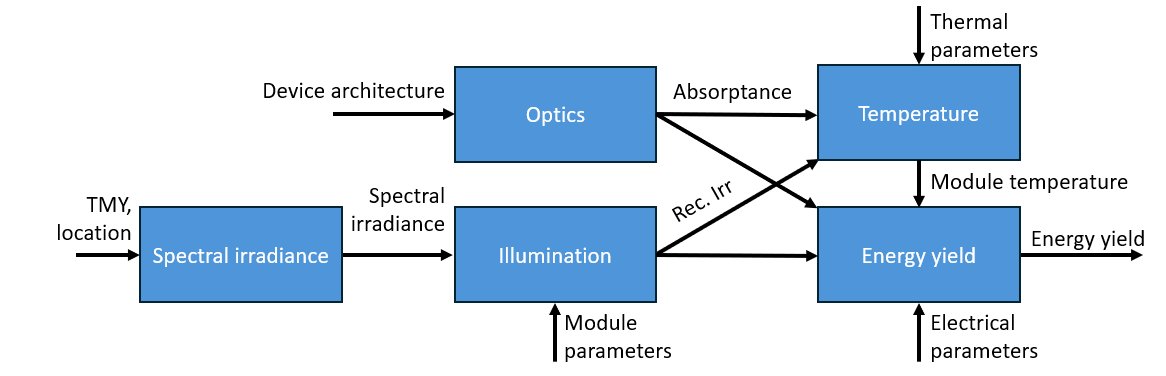 Thermal
parameters
Device architecture
Optics
Absorptance
Temperature
TMY,
location
Spectral irradiance
Spectral
irradiance
Illumination
Rec. Irr
Module temperature
Energy yield
Energy yield
Module
parameters
Electrical
parameters